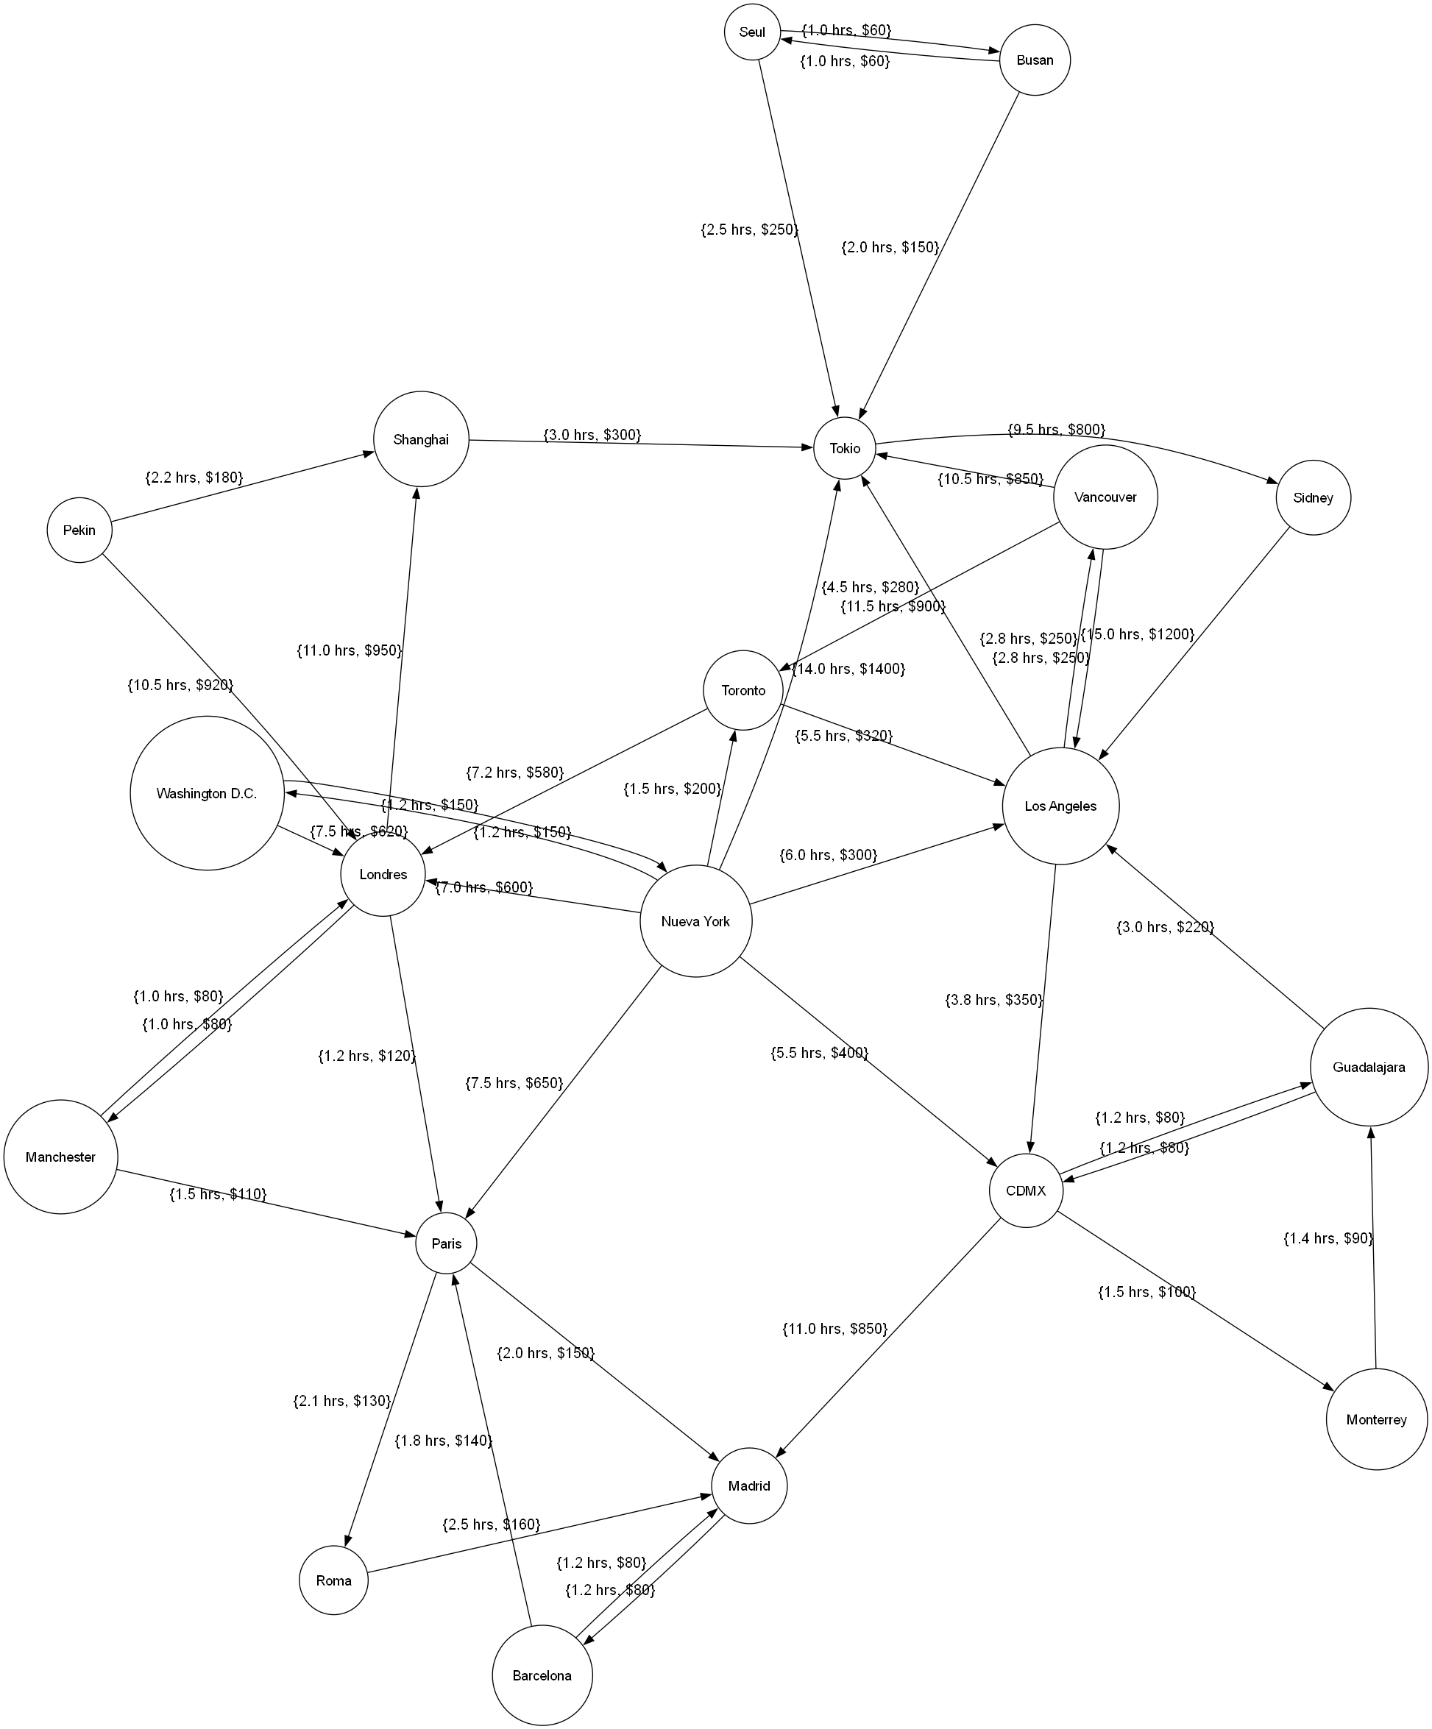 Seul
{1.0 hrs, $60}
Busan
{1.0 hrs, $60}
{2.5 hrs, $250}
{2.0 hrs, $150}
Shanghai
{3.0 hrs, $300}
Tokio
{9.5 hrs, $800}
{2.2 hrs, $180}
{10.5 hrs, $850}
Vancouver
Sidney
Pekin
{4.5 hrs, $280}
{11.5 hrs, $900}
{2.8 hrs, $250}
{15.0 hrs, $1200}
{11.0 hrs, $950}
{2.8 hrs, $250}
{14.0 hrs, $1400}
{10.5 hrs, $920}
Toronto
{5.5 hrs, $320}
{7.2 hrs, $580}
{1.5 hrs, $200}
Washington D.C.
{1.2 hrs, $150}
Los Angeles
{7.5 hrs, $620}
{1.2 hrs, $150}
{6.0 hrs, $300}
Londres
{7.0 hrs, $600}
Nueva York
{3.0 hrs, $220}
{1.0 hrs, $80}
{3.8 hrs, $350}
{1.0 hrs, $80}
{1.2 hrs, $120}
{5.5 hrs, $400}
Guadalajara
{7.5 hrs, $650}
{1.2 hrs, $80}
{1.2 hrs, $80}
Manchester
{1.5 hrs, $110}
CDMX
Paris
{1.4 hrs, $90}
{1.5 hrs, $100}
{11.0 hrs, $850}
{2.0 hrs, $150}
{2.1 hrs, $130}
Monterrey
{1.8 hrs, $140}
Madrid
{2.5 hrs, $160}
{1.2 hrs, $80}
Roma
{1.2 hrs, $80}
Barcelona